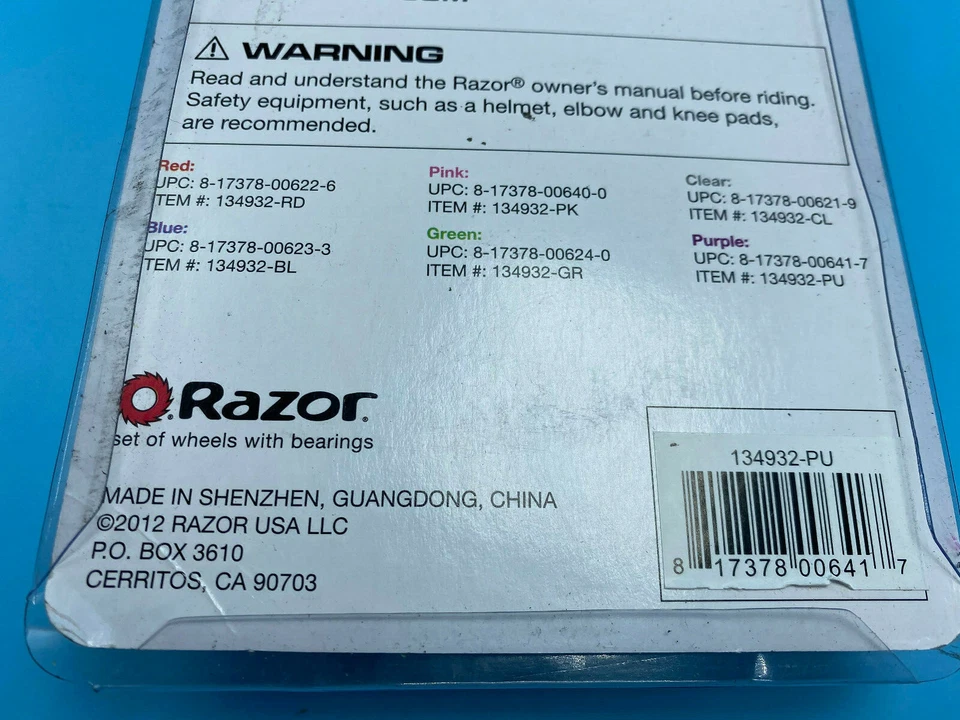 WARNING
Read and understand the Razor® owner's manual before riding.
Safety equipment, such as a helmet, elbow and knee pads,
are recommended.
Red:
UPC: 8-17378-00622-6
ITEM #: 134932-RD
Blue:
UPC: 8-17378-00623-3
TEM #: 134932-BL
Pink:
UPC: 8-17378-00640-0
ITEM #: 134932-PK
Green:
UPC: 8-17378-00624-0
ITEM #: 134932-GR
Clear:
UPC: 8-17378-00621-9
ITEM #: 134932-CL
Purple:
UPC: 8-17378-00641-7
ITEM #: 134932-PU
Razor®
set of wheels with bearings
MADE IN SHENZHEN, GUANGDONG, CHINA
©2012 RAZOR USA LLC
P.O. BOX 3610
CERRITOS, CA 90703
134932-PU
8 17378 00641 7